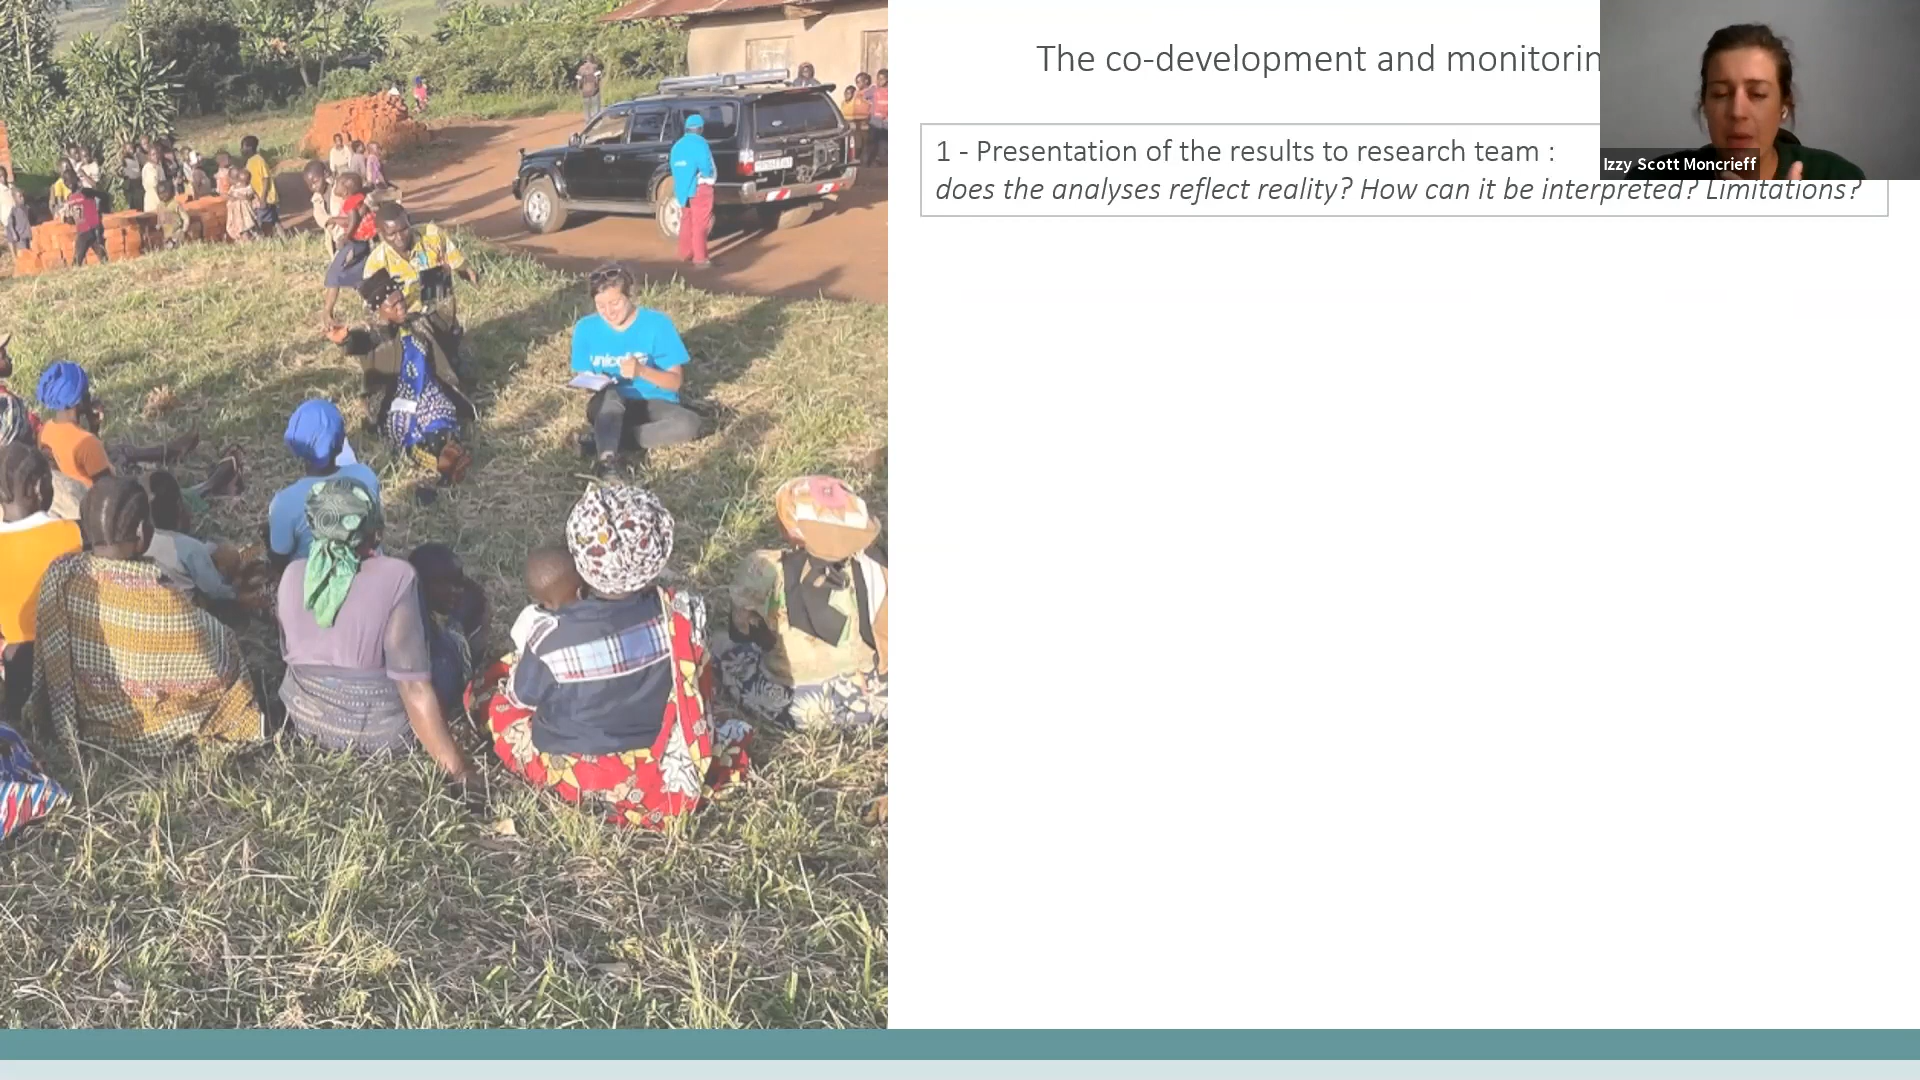 The co-development and monitorin
1 - Presentation of the results to research team :
does the analyses reflect reality? How can it be interpreted? Limitations?
Izzy Scott Moncrieff
unicef